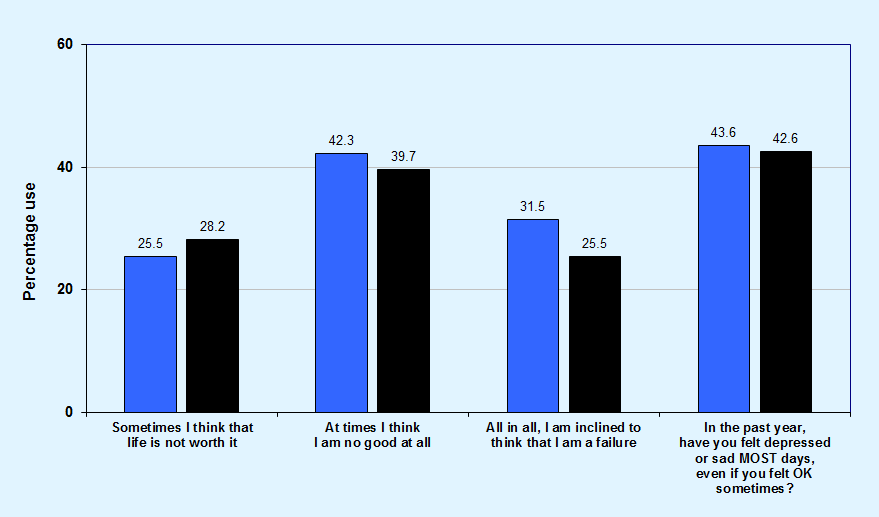 60
40
20
0
Percentage use
25.5
28.2
42.3
39.7
31.5
25.5
43.6
42.6
Sometimes I think that
life is not worth it
At times I think
I am no good at all
All in all, I am inclined to
think that I am a failure
In the past year,
have you felt depressed
or sad MOST days,
even if you felt OK
sometimes?